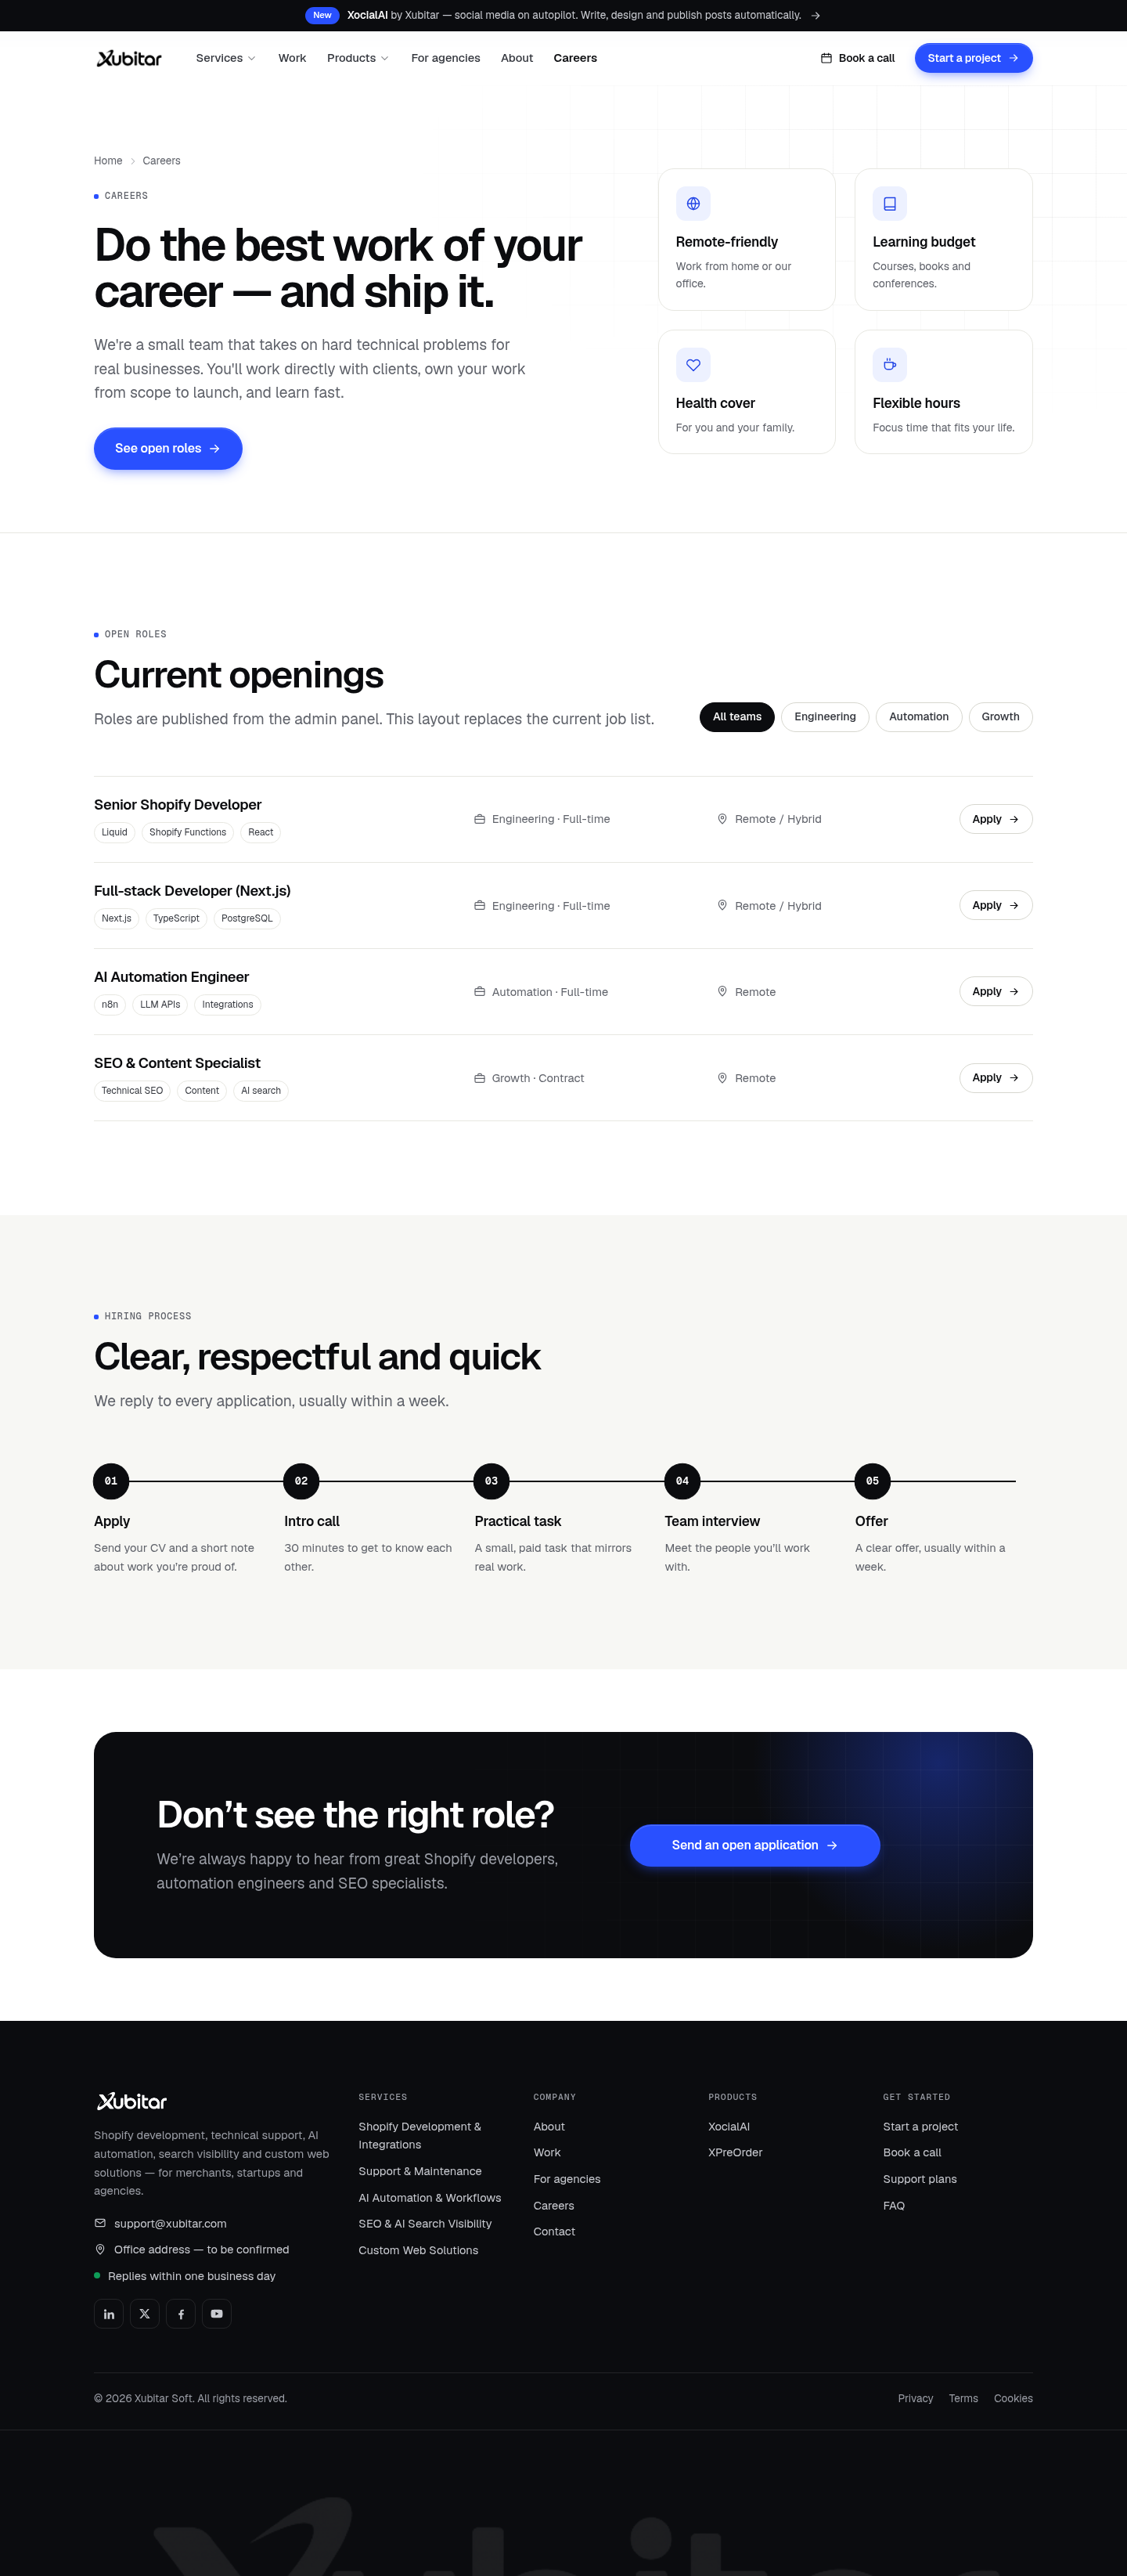 New XocialAI by Xubitar — social media on autopilot. Write, design and publish posts automatically. →
Xubitar Services Work Products For agencies About Careers Book a call Start a project →
Home > Careers
CAREERS
Do the best work of your
career — and ship it.
We're a small team that takes on hard technical problems for
real businesses. You'll work directly with clients, own your work
from scope to launch, and learn fast.
See open roles →
Remote-friendly
Work from home or our
office.
Learning budget
Courses, books and
conferences.
Health cover
For you and your family.
Flexible hours
Focus time that fits your life.
OPEN ROLES
Current openings
Roles are published from the admin panel. This layout replaces the current job list.
All teams Engineering Automation Growth
Senior Shopify Developer
Liquid Shopify Functions React
Engineering · Full-time
Remote / Hybrid
Apply →
Full-stack Developer (Next.js)
Next.js TypeScript PostgreSQL
Engineering · Full-time
Remote / Hybrid
Apply →
AI Automation Engineer
n8n LLM APIs Integrations
Automation · Full-time
Remote
Apply →
SEO & Content Specialist
Technical SEO Content AI search
Growth · Contract
Remote
Apply →
HIRING PROCESS
Clear, respectful and quick
We reply to every application, usually within a week.
01
Apply
Send your CV and a short note
about work you're proud of.
02
Intro call
30 minutes to get to know each
other.
03
Practical task
A small, paid task that mirrors
real work.
04
Team interview
Meet the people you'll work
with.
05
Offer
A clear offer, usually within a
week.
Don’t see the right role?
We’re always happy to hear from great Shopify developers,
automation engineers and SEO specialists.
Send an open application →
Xubitar
Shopify development, technical support, AI
automation, search visibility and custom web
solutions — for merchants, startups and
agencies.
support@xubitar.com
Office address — to be confirmed
Replies within one business day
SERVICES
Shopify Development &
Integrations
Support & Maintenance
AI Automation & Workflows
SEO & AI Search Visibility
Custom Web Solutions
COMPANY
About
Work
For agencies
Careers
Contact
PRODUCTS
XocialAI
XPreOrder
GET STARTED
Start a project
Book a call
Support plans
FAQ
© 2026 Xubitar Soft. All rights reserved.
Privacy Terms Cookies
Xubitar